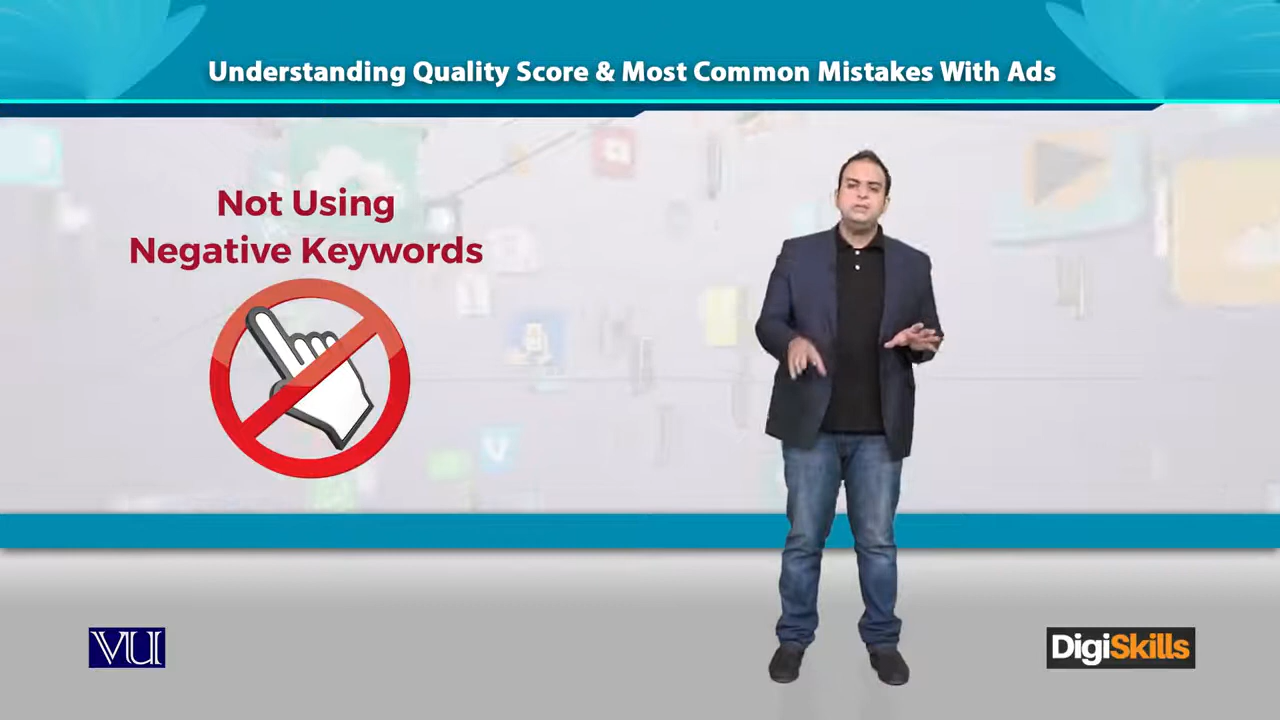 Understanding Quality Score & Most Common Mistakes With Ads
Not Using
Negative Keywords
VU
DigiSkills